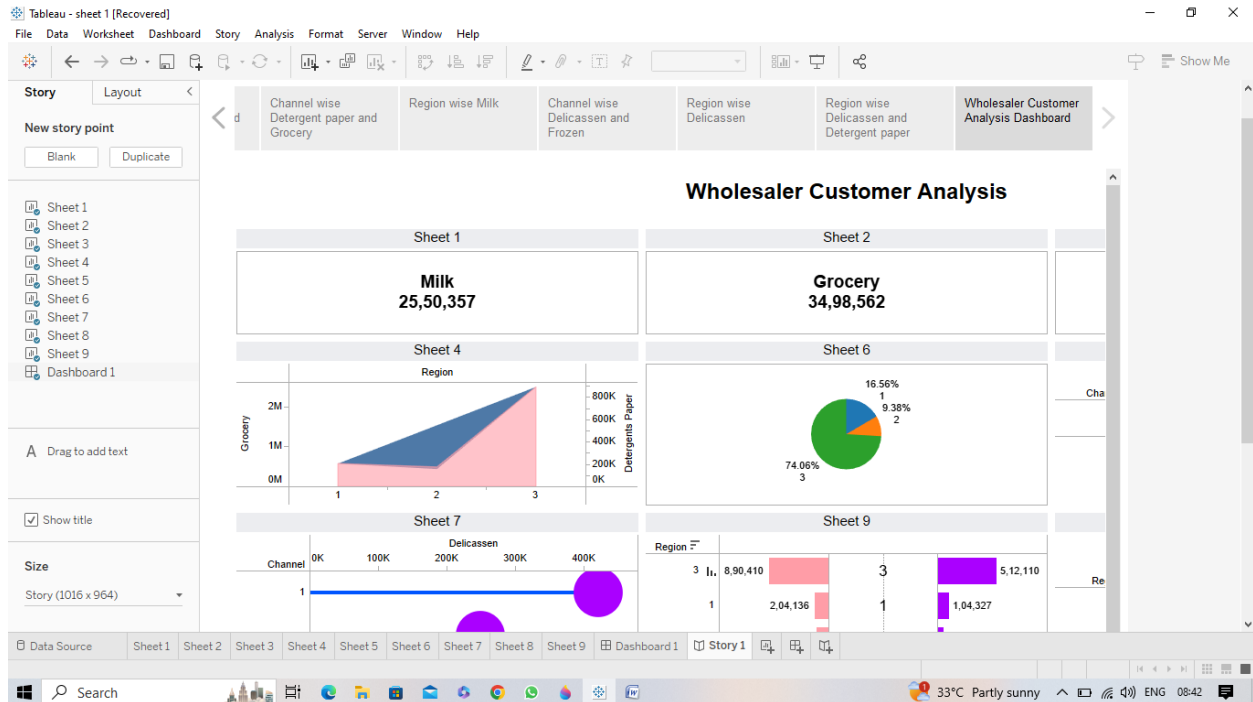 Tableau - sheet 1 [Recovered]
File Data Worksheet Dashboard Story Analysis Format Server Window Help
Show Me
Story Layout
New story point
Blank Duplicate
Sheet 1
Sheet 2
Sheet 3
Sheet 4
Sheet 5
Sheet 6
Sheet 7
Sheet 8
Sheet 9
Dashboard 1
A Drag to add text
Show title
Size
Story (1016 x 964)
d
Channel wise
Detergent paper and
Grocery
Region wise Milk
Channel wise
Delicassen and
Frozen
Region wise
Delicassen
Region wise
Delicassen and
Detergent paper
Wholesaler Customer
Analysis Dashboard
Wholesaler Customer Analysis
Sheet 1
Milk
25,50,357
Sheet 2
Grocery
34,98,562
Sheet 4
Region
Grocery
2M
1M
0M
800K
600K
400K
200K
0K
Detergents Paper
1 2 3
Sheet 6
16.56%
1
9.38%
2
74.06%
3
Cha
Sheet 7
Delicassen
Channel 0K 100K 200K 300K 400K
1
Sheet 9
Region
3 8,90,410 3 5,12,110
1 2,04,136 1 1,04,327
Re
Data Source Sheet 1 Sheet 2 Sheet 3 Sheet 4 Sheet 5 Sheet 6 Sheet 7 Sheet 8 Sheet 9 Dashboard 1 Story 1
Search
33°C Partly sunny ENG 08:42